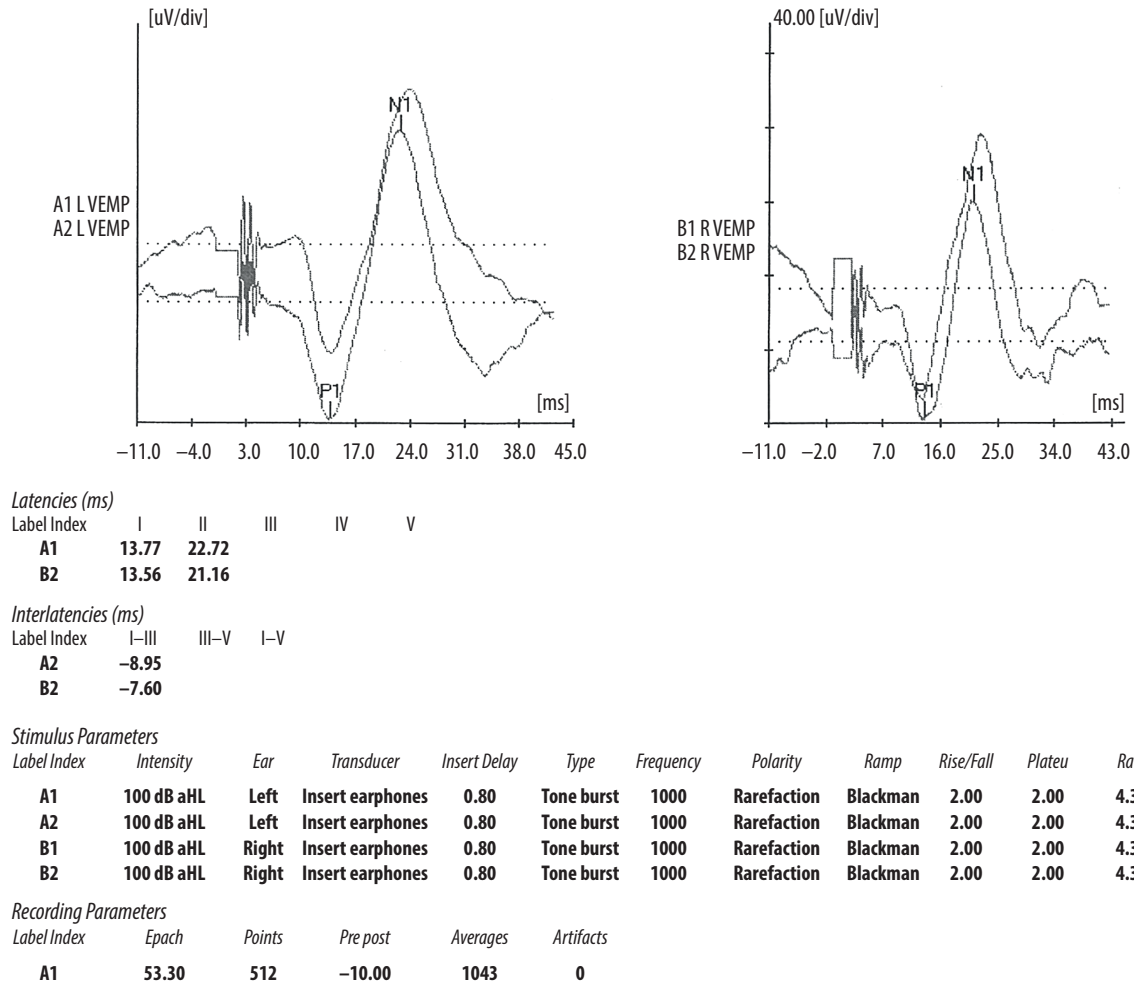 [uV/div]
N1
A1 L VEMP
A2 L VEMP
P1
[ms]
−11.0 −4.0 3.0 10.0 17.0 24.0 31.0 38.0 45.0
40.00 [uV/div]
N1
B1 R VEMP
B2 R VEMP
P1
[ms]
−11.0 −2.0 7.0 16.0 25.0 34.0 43.0
Latencies (ms)
Label Index I II III IV V
A1 13.77 22.72
B2 13.56 21.16
Interlatencies (ms)
Label Index I–III III–V I–V
A2 −8.95
B2 −7.60
Stimulus Parameters
Label Index Intensity Ear Transducer Insert Delay Type Frequency Polarity Ramp Rise/Fall Plateu Ra
A1 100 dB aHL Left Insert earphones 0.80 Tone burst 1000 Rarefaction Blackman 2.00 2.00 4.3
A2 100 dB aHL Left Insert earphones 0.80 Tone burst 1000 Rarefaction Blackman 2.00 2.00 4.3
B1 100 dB aHL Right Insert earphones 0.80 Tone burst 1000 Rarefaction Blackman 2.00 2.00 4.3
B2 100 dB aHL Right Insert earphones 0.80 Tone burst 1000 Rarefaction Blackman 2.00 2.00 4.3
Recording Parameters
Label Index Epach Points Pre post Averages Artifacts
A1 53.30 512 −10.00 1043 0